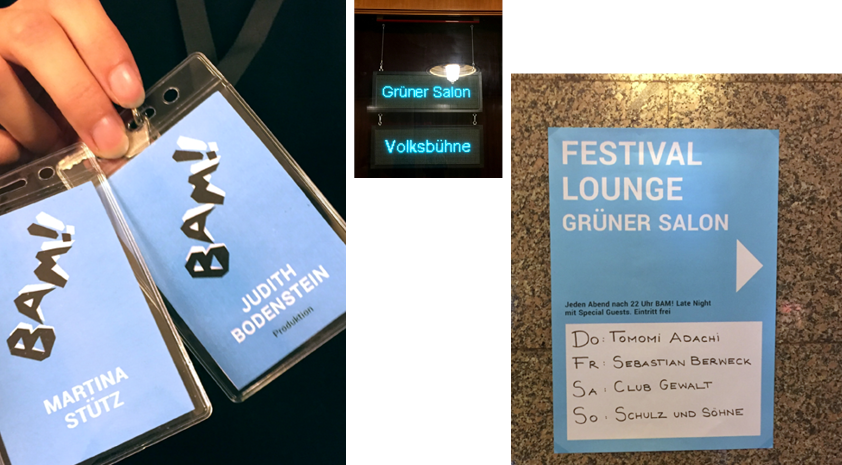 BAM!
MARTINA
STÜTZ
BAM!
JUDITH
BODENSTEIN
Produktion
Grüner Salon
Volksbühne
FESTIVAL
LOUNGE
GRÜNER SALON
Jeden Abend nach 22 Uhr BAM! Late Night
mit Special Guests. Eintritt frei
DO: TOMOMI ADACHI
FR: SEBASTIAN BERWECK
SA: CLUB GEWALT
SO: SCHULZ UND SÖHNE